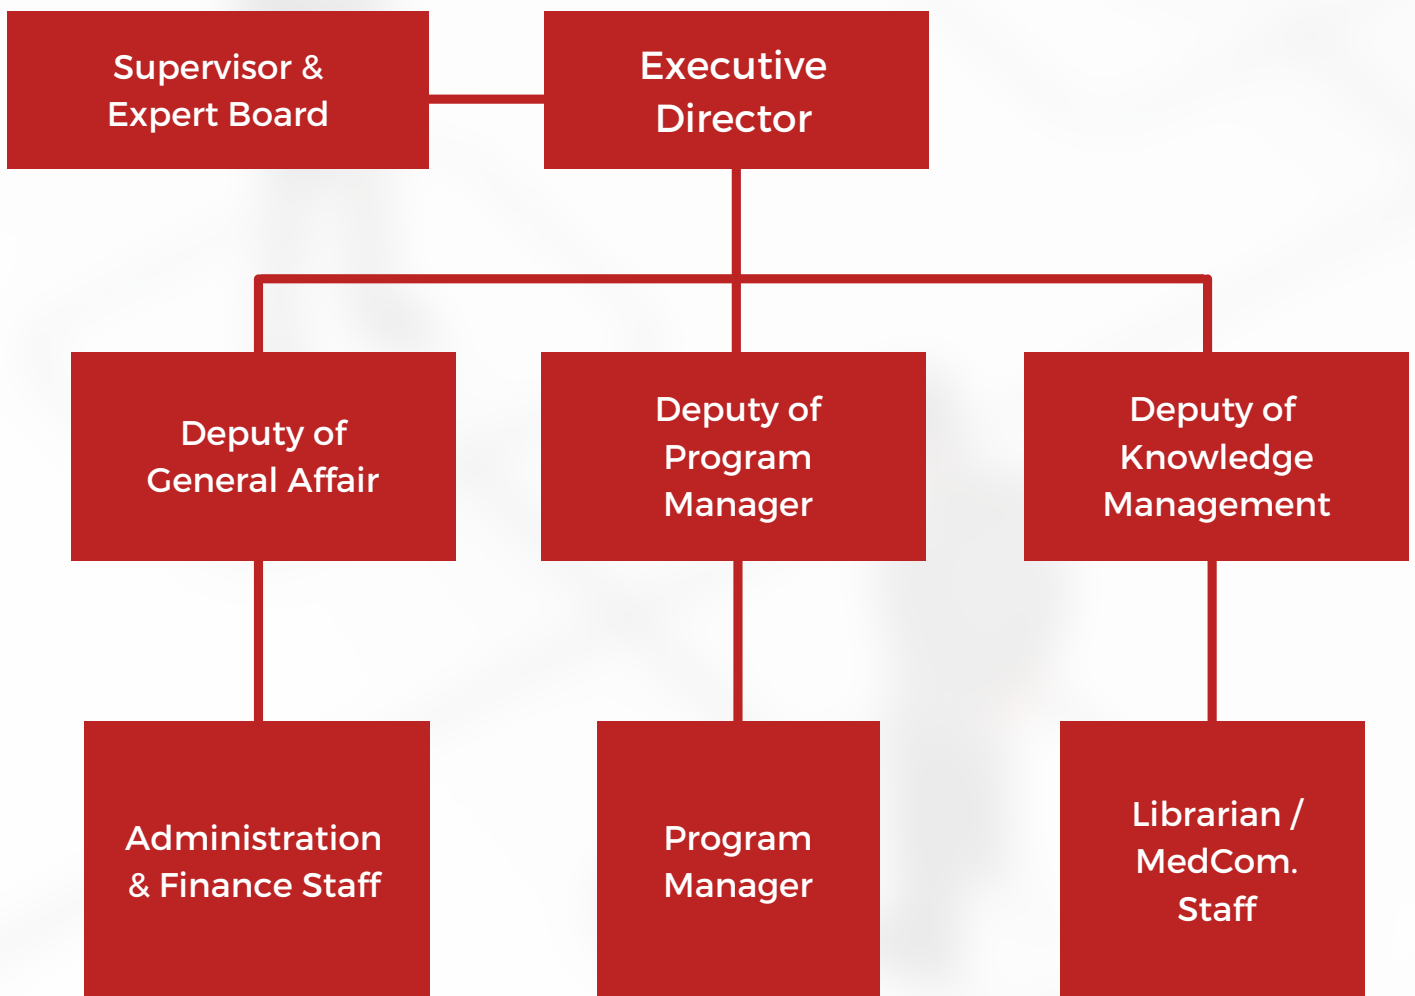 Supervisor &
Expert Board
Executive
Director
Deputy of
General Affair
Deputy of
Program
Manager
Deputy of
Knowledge
Management
Administration
& Finance Staff
Program
Manager
Librarian /
MedCom.
Staff